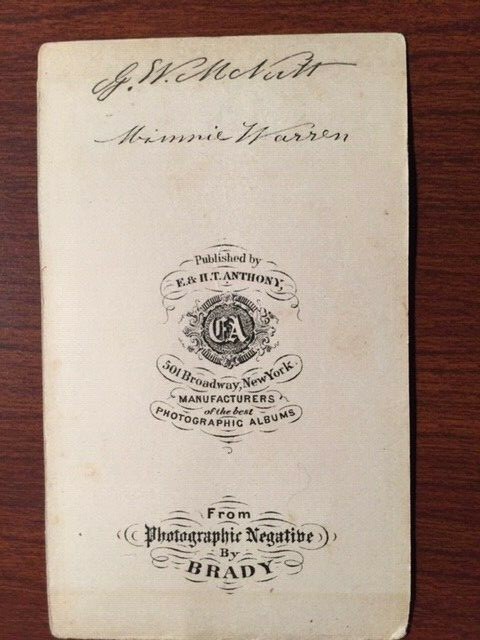 G. W. McNutt
Minnie Warren
Published by
E. & H. T. ANTHONY,
EA
501 Broadway, New York.
MANUFACTURERS
of the best
PHOTOGRAPHIC ALBUMS
From
Photographic Negative
By
BRADY